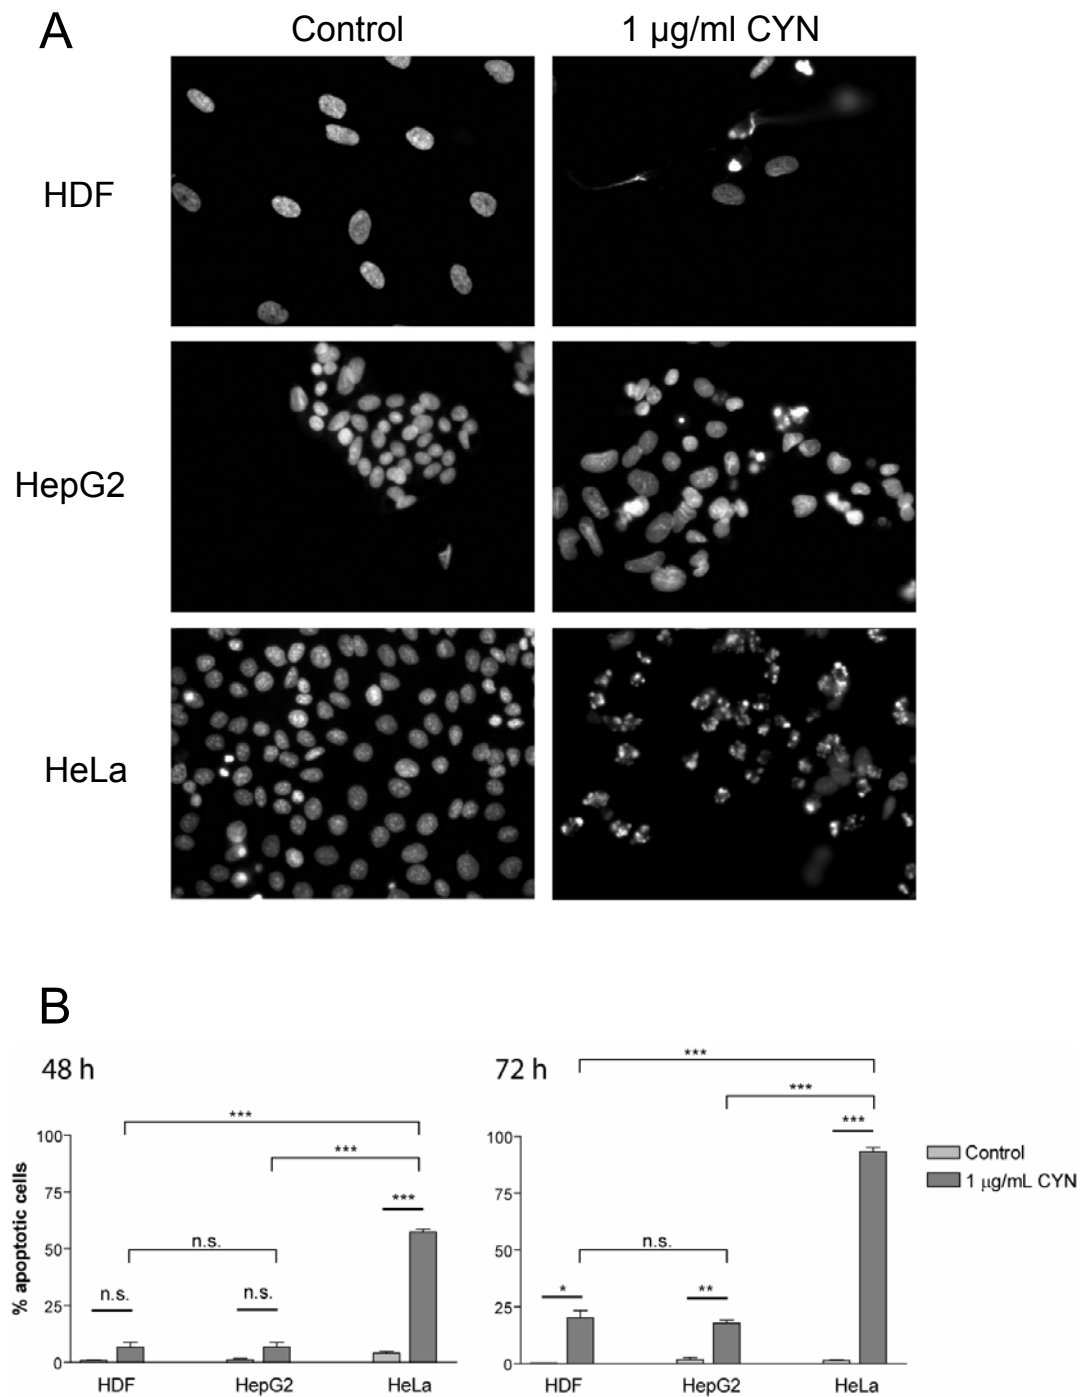 A
Control
1 µg/ml CYN
HDF
HepG2
HeLa
B
48 h
72 h
***
***
***
n.s.
n.s.
n.s.
100
75
50
25
0
% apoptotic cells
HDF
HepG2
HeLa
***
***
***
n.s.
*
**
100
75
50
25
0
HDF
HepG2
HeLa
Control
1 µg/mL CYN